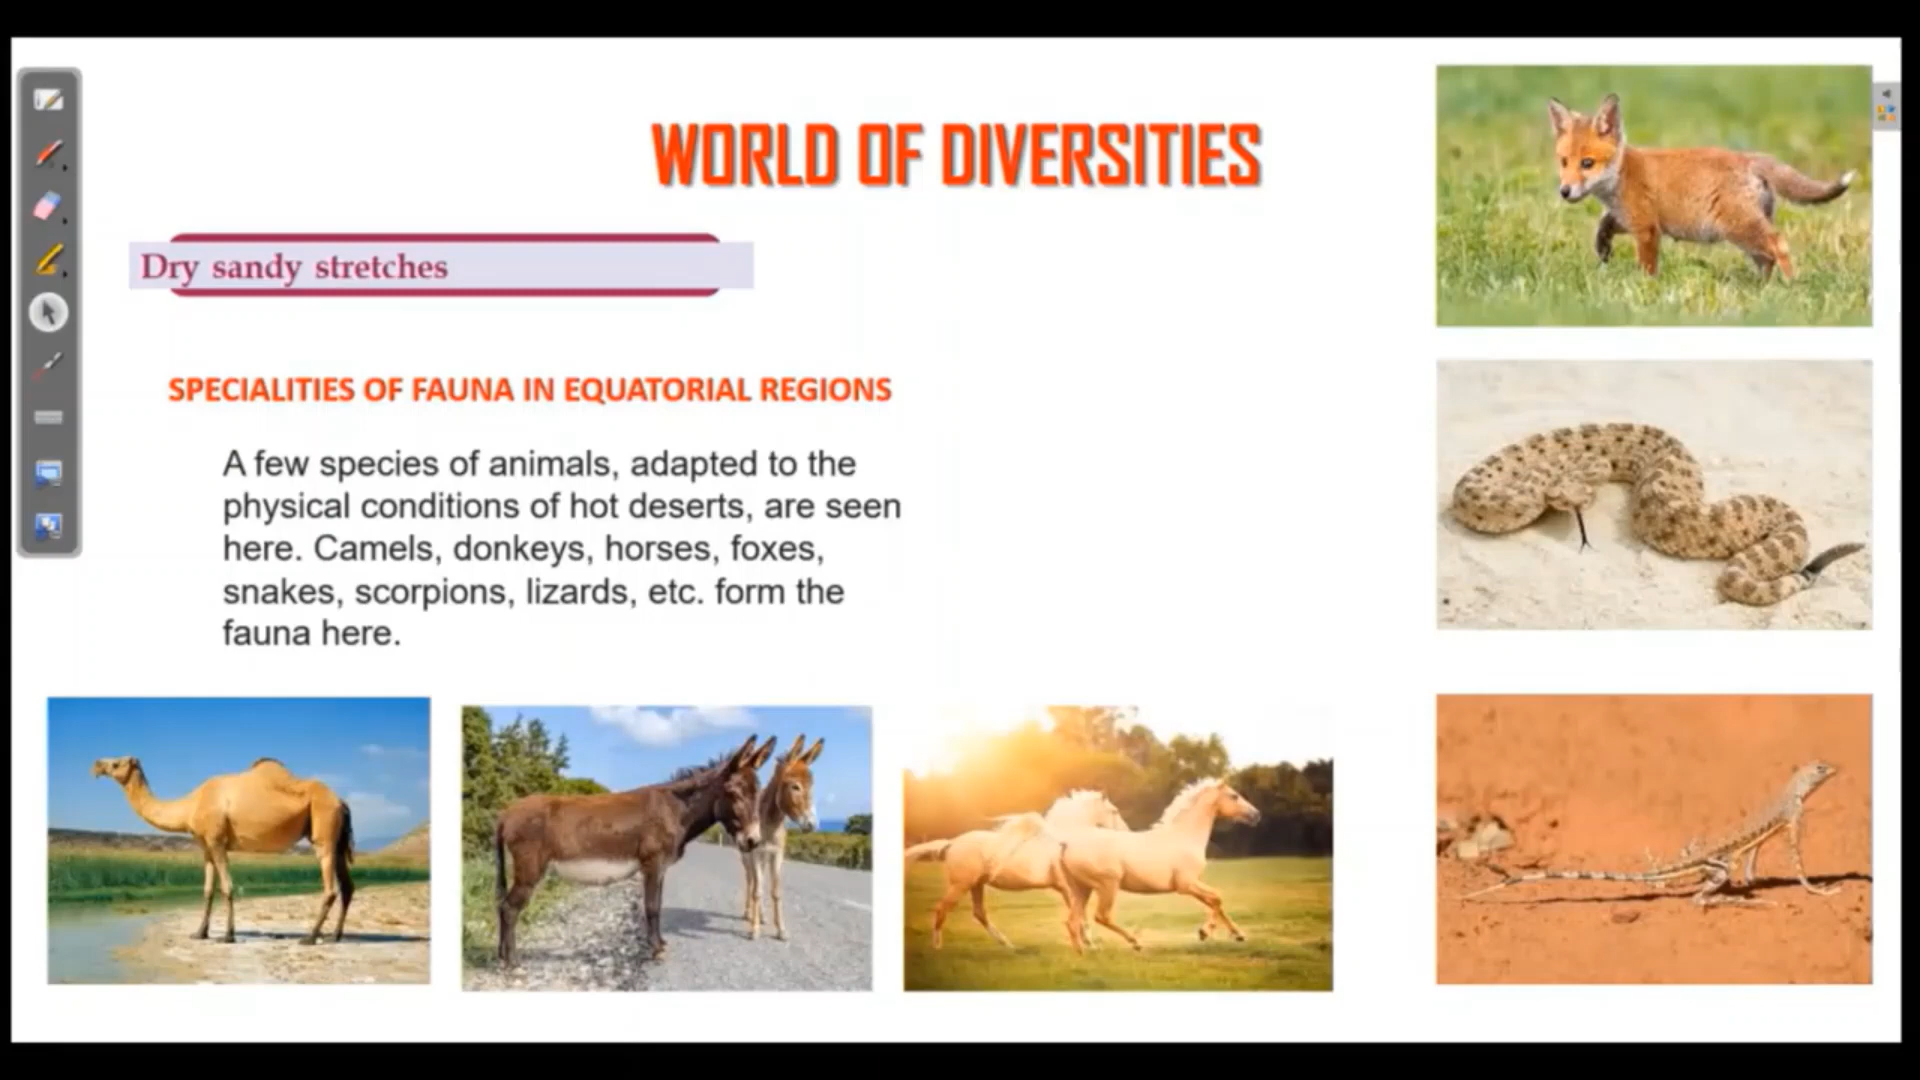 WORLD OF DIVERSITIES
Dry sandy stretches
SPECIALITIES OF FAUNA IN EQUATORIAL REGIONS
A few species of animals, adapted to the
physical conditions of hot deserts, are seen
here. Camels, donkeys, horses, foxes,
snakes, scorpions, lizards, etc. form the
fauna here.